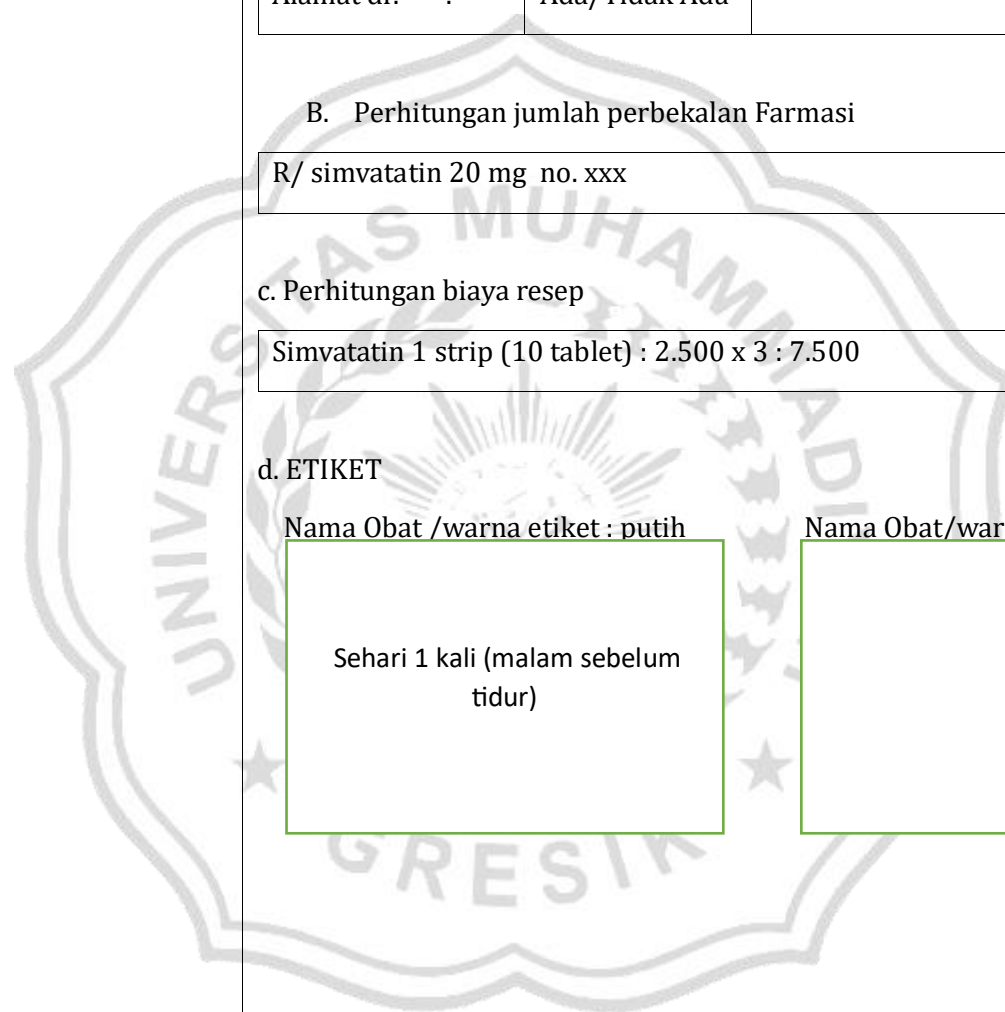 Alamat dr. :
Ada/Tidak Ada
B. Perhitungan jumlah perbekalan Farmasi
R/ simvatatin 20 mg no. xxx
c. Perhitungan biaya resep
Simvatatin 1 strip (10 tablet) : 2.500 x 3 : 7.500
d. ETIKET
Nama Obat /warna etiket : putih
Nama Obat/war
Sehari 1 kali (malam sebelum
tidur)
UNIVERSITAS MUHAMMADI
GRESIK